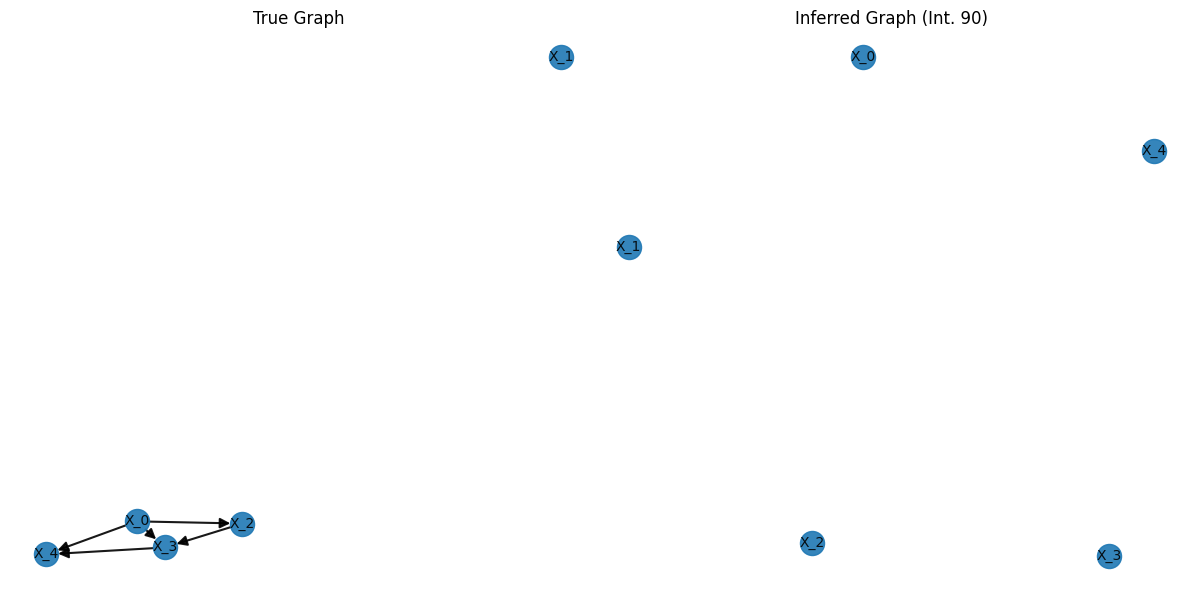 True Graph
X_1
X_0
X_2
X_3
X_4
Inferred Graph (Int. 90)
X_0
X_4
X_1
X_2
X_3